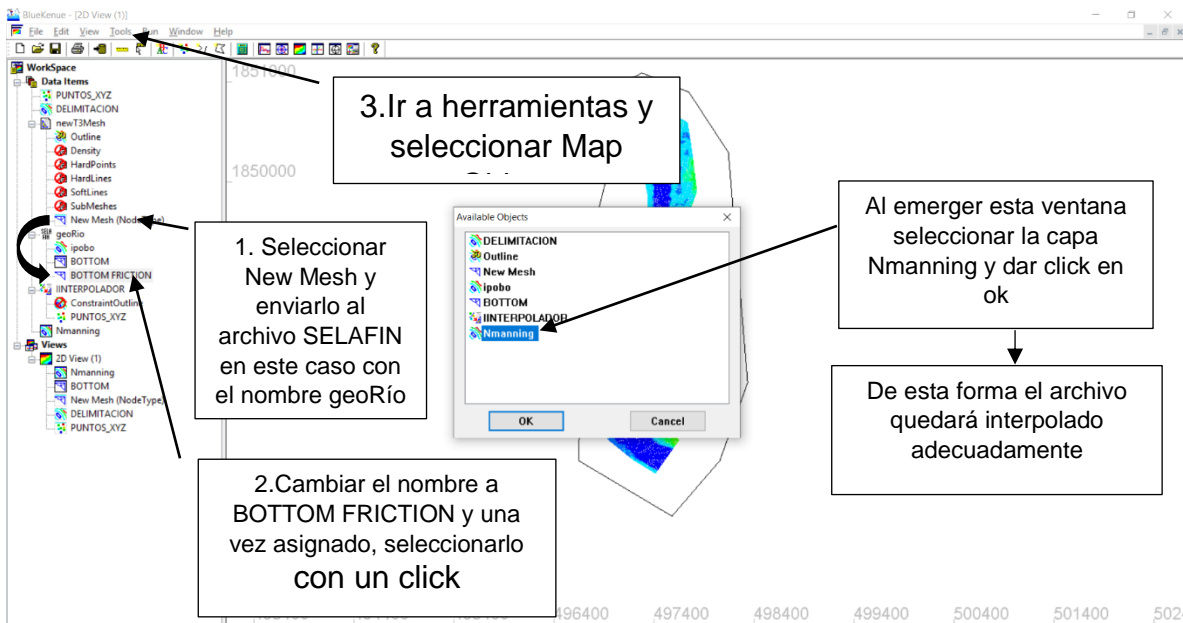 BlueKenue - [2D View (1)]
File Edit View Tools Run Window Help
WorkSpace
Data Items
PUNTOS_XYZ
DELIMITACION
newT3Mesh
Outline
Density
HardPoints
HardLines
SoftLines
SubMeshes
New Mesh (NodeType)
geoRio
ipobo
BOTTOM
BOTTOM FRICTION
IINTERPOLADOR
ConstraintOutline
PUNTOS_XYZ
Nmanning
Views
2D View (1)
Nmanning
BOTTOM
New Mesh (NodeType)
DELIMITACION
PUNTOS_XYZ
1851000
1850000
3.Ir a herramientas y
seleccionar Map
1. Seleccionar
New Mesh y
enviarlo al
archivo SELAFIN
en este caso con
el nombre geoRío
2.Cambiar el nombre a
BOTTOM FRICTION y una
vez asignado, seleccionarlo
con un click
Available Objects
DELIMITACION
Outline
New Mesh
ipobo
BOTTOM
IINTERPOLADOR
Nmanning
OK Cancel
Al emerger esta ventana
seleccionar la capa
Nmanning y dar click en
ok
De esta forma el archivo
quedará interpolado
adecuadamente
496400 497400 498400 499400 500400 501400